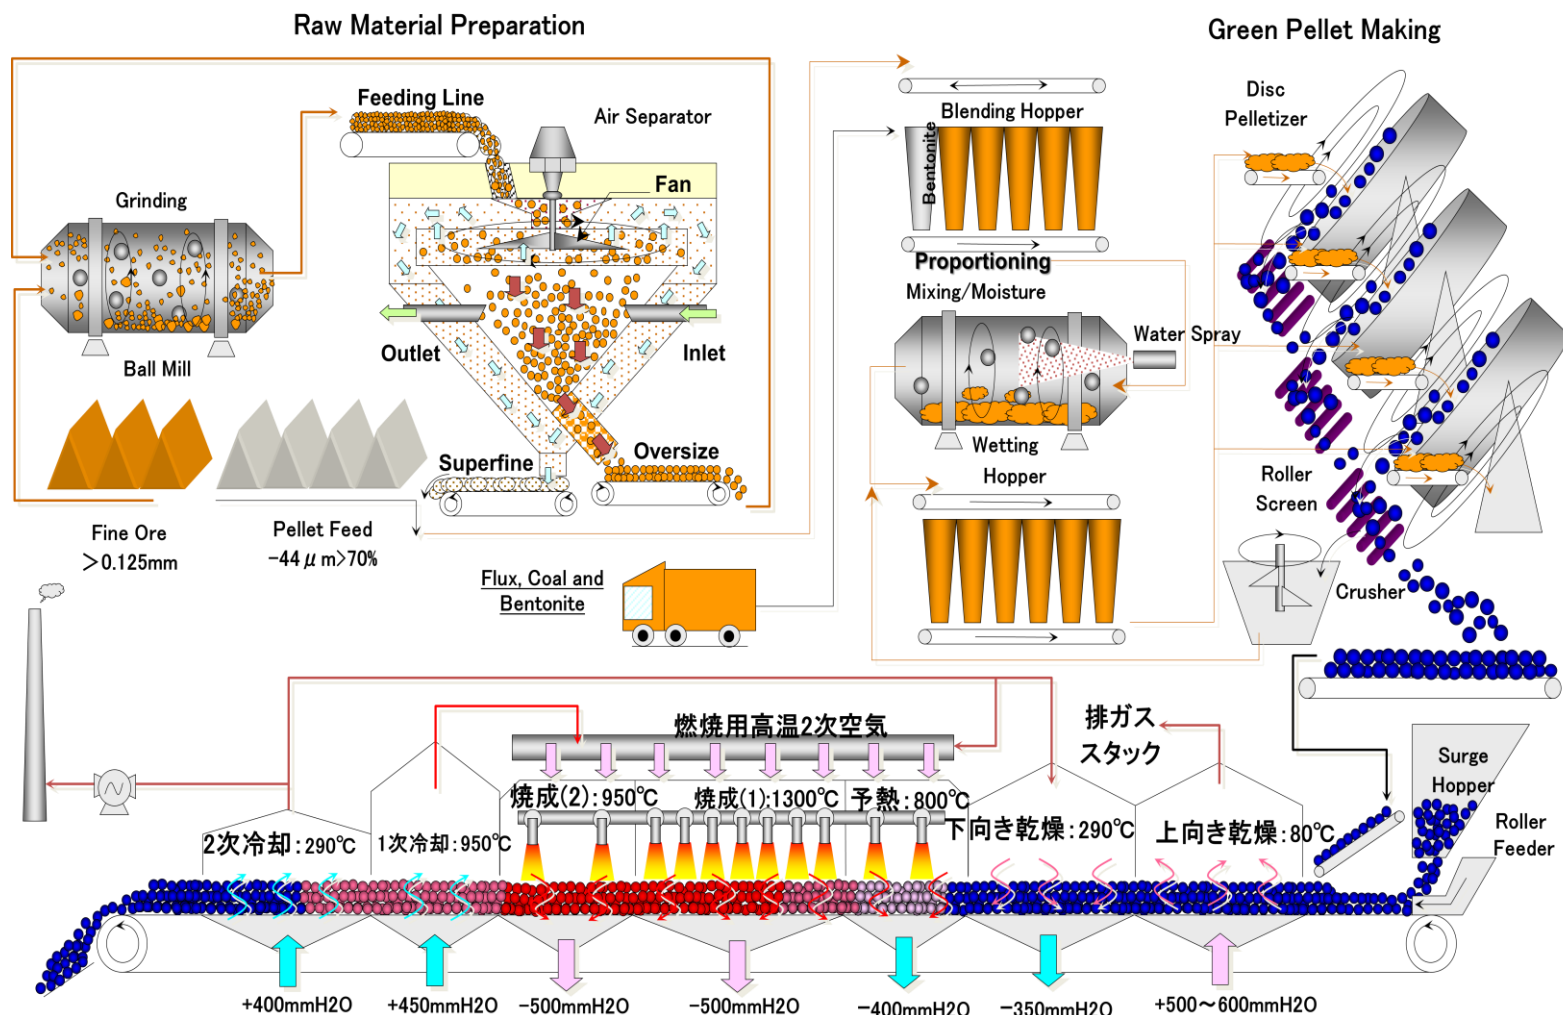 Raw Material Preparation
Green Pellet Making
Feeding Line
Air Separator
Fan
Grinding
Ball Mill
Outlet
Inlet
Superfine
Oversize
Fine Ore
＞0.125mm
Pellet Feed
−44μm>70%
Flux, Coal and
Bentonite
Blending Hopper
Bentonite
Proportioning
Mixing/Moisture
Water Spray
Wetting
Hopper
Disc
Pelletizer
Roller
Screen
Crusher
燃焼用高温2次空気
排ガス
スタック
Surge
Hopper
Roller
Feeder
2次冷却：290℃
1次冷却：950℃
焼成(2)：950℃
焼成(1)：1300℃
予熱：800℃
下向き乾燥：290℃
上向き乾燥：80℃
+400mmH2O
+450mmH2O
−500mmH2O
−500mmH2O
−400mmH2O
−350mmH2O
+500～600mmH2O